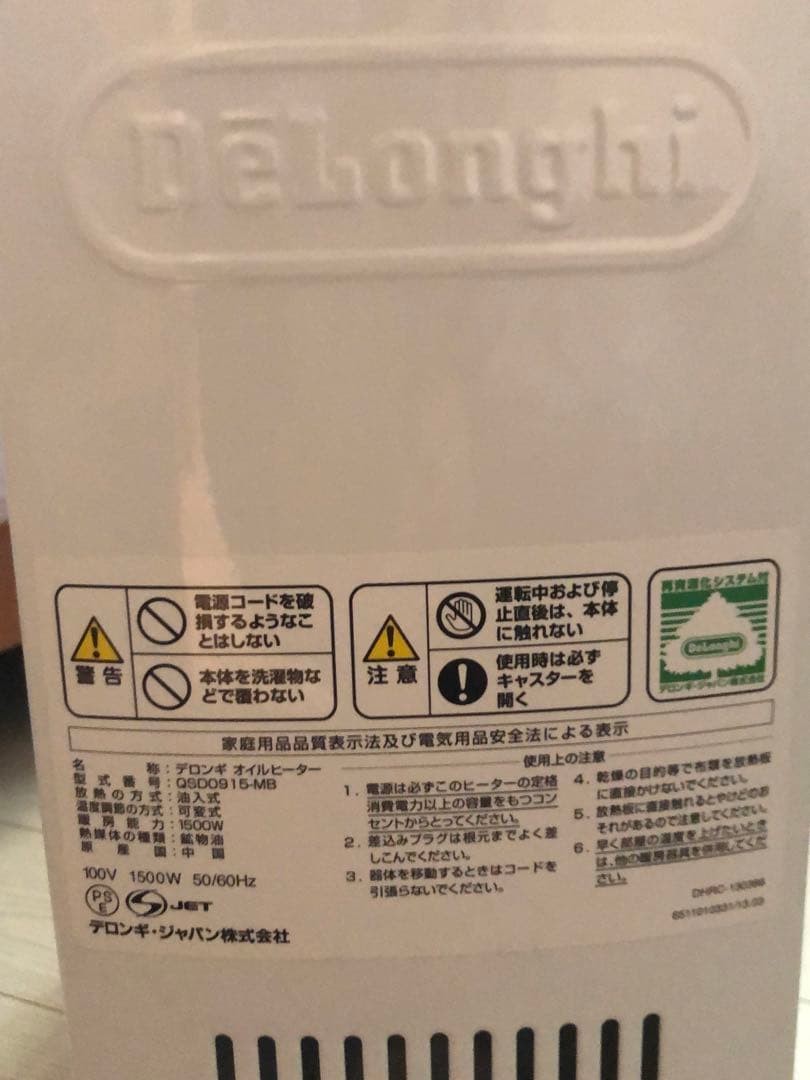 DēLonghi
警告
電源コードを破
損するようなこ
とはしない
本体を洗濯物な
どで覆わない
注意
運転中および停
止直後は、本体
に触れない
使用時は必ず
キャスターを
開く
再資源化システム付
DeLonghi
デロンギ・ジャパン株式会社
家庭用品品質表示法及び電気用品安全法による表示
名称：デロンギ オイルヒーター
型式番号：QSD0915-MB
放熱の方式：油入式
温度調節の方式：可変式
暖房能力：1500W
熱媒体の種類：鉱物油
原産国：中国
100V 1500W 50/60Hz
PS
E
S JET
デロンギ・ジャパン株式会社
使用上の注意
1．電源は必ずこのヒーターの定格
消費電力以上の容量をもつコン
セントからとってください。
2．差込みプラグは根元までよく差
しこんでください。
3．器体を移動するときはコードを
引張らないでください。
4．乾燥の目的等で布類を放熱板
に直接かけないでください。
5．放熱板に直接触れるとやけどのお
それがあるので注意してください。
6．早く部屋の温度を上げたいとき
は、他の暖房器具を併用してくだ
さい。
DHRC-130386
6511010331/13.03